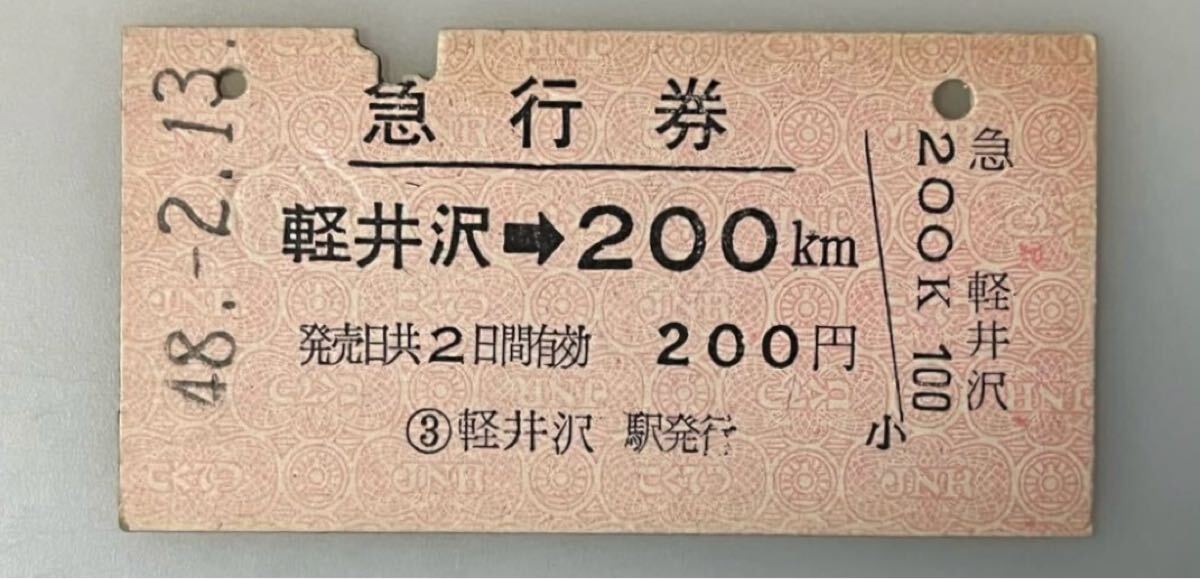 48.-2.13.
急行券
軽井沢➡200km
発売日共2日間有効 200円
③軽井沢 駅発行
小
急 軽井沢
200K 100